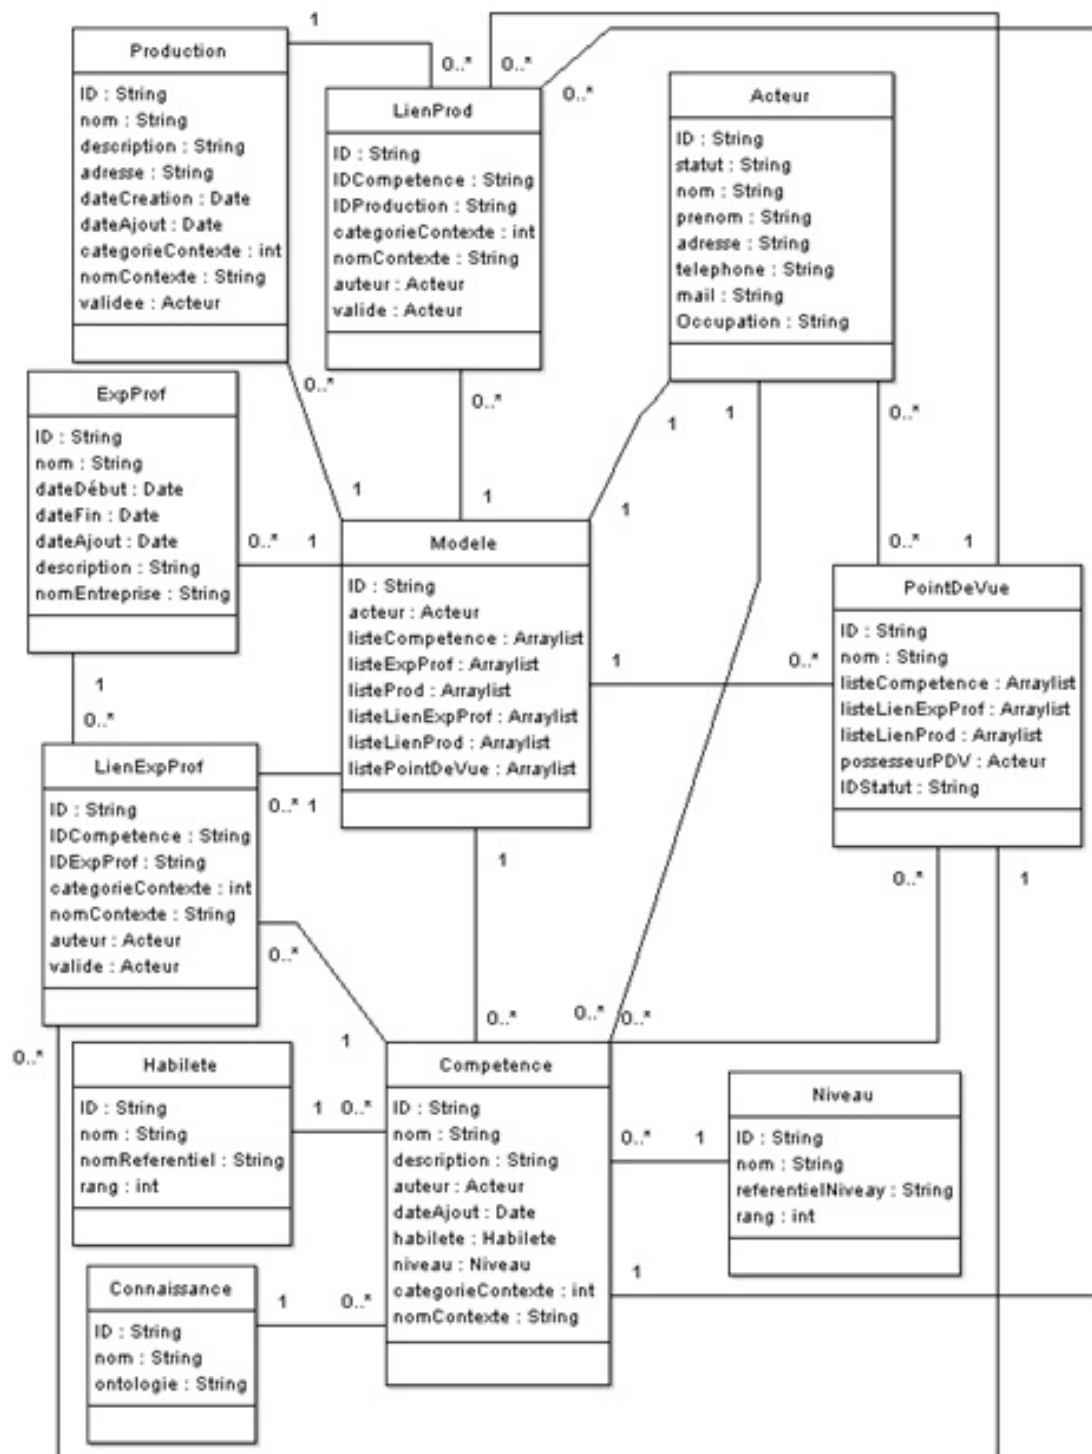 Production
ID : String
nom : String
description : String
adresse : String
dateCreation : Date
dateAjout : Date
categorieContexte : int
nomContexte : String
validee : Acteur
1
0..*
0..*
0..*
LienProd
ID : String
IDCompetence : String
IDProduction : String
categorieContexte : int
nomContexte : String
auteur : Acteur
valide : Acteur
Acteur
ID : String
statut : String
nom : String
prenom : String
adresse : String
telephone : String
mail : String
Occupation : String
0..*
0..*
1
1
0..*
ExpProf
ID : String
nom : String
dateDébut : Date
dateFin : Date
dateAjout : Date
description : String
nomEntreprise : String
1
1
1
0..*
1
0..*
1
Modele
ID : String
acteur : Acteur
listeCompetence : Arraylist
listeExpProf : Arraylist
listeProd : Arraylist
listeLienExpProf : Arraylist
listeLienProd : Arraylist
listePointDeVue : Arraylist
1
0..*
PointDeVue
ID : String
nom : String
listeCompetence : Arraylist
listeLienExpProf : Arraylist
listeLienProd : Arraylist
possesseurPDV : Acteur
IDStatut : String
1
0..*
LienExpProf
ID : String
IDCompetence : String
IDExpProf : String
categorieContexte : int
nomContexte : String
auteur : Acteur
valide : Acteur
0..*
1
1
0..*
1
0..*
0..*
0..*
0..*
1
0..*
Habilete
ID : String
nom : String
nomReferentiel : String
rang : int
1
0..*
Competence
ID : String
nom : String
description : String
auteur : Acteur
dateAjout : Date
habilete : Habilete
niveau : Niveau
categorieContexte : int
nomContexte : String
0..*
1
1
Niveau
ID : String
nom : String
referentielNiveay : String
rang : int
Connaissance
ID : String
nom : String
ontologie : String
1
0..*